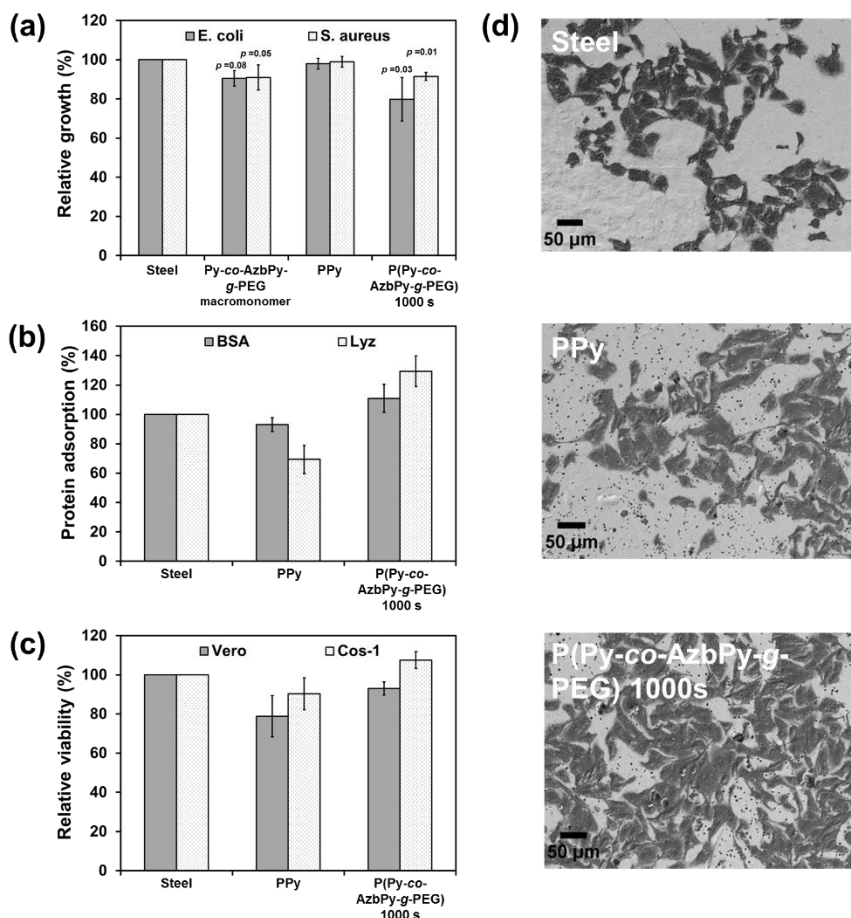 (a)
E. coli
S. aureus
Relative growth (%)
120
100
80
60
40
20
0
p =0.08
p =0.05
p =0.03
p =0.01
Steel
Py-co-AzbPy-
g-PEG
macromonomer
PPy
P(Py-co-
AzbPy-g-PEG)
1000 s
(b)
BSA
Lyz
Protein adsorption (%)
160
140
120
100
80
60
40
20
0
Steel
PPy
P(Py-co-
AzbPy-g-PEG)
1000 s
(c)
Vero
Cos-1
Relative viability (%)
120
100
80
60
40
20
0
Steel
PPy
P(Py-co-
AzbPy-g-PEG)
1000 s
(d)
Steel
50 µm
PPy
50 µm
P(Py-co-AzbPy-g-
PEG) 1000s
50 µm